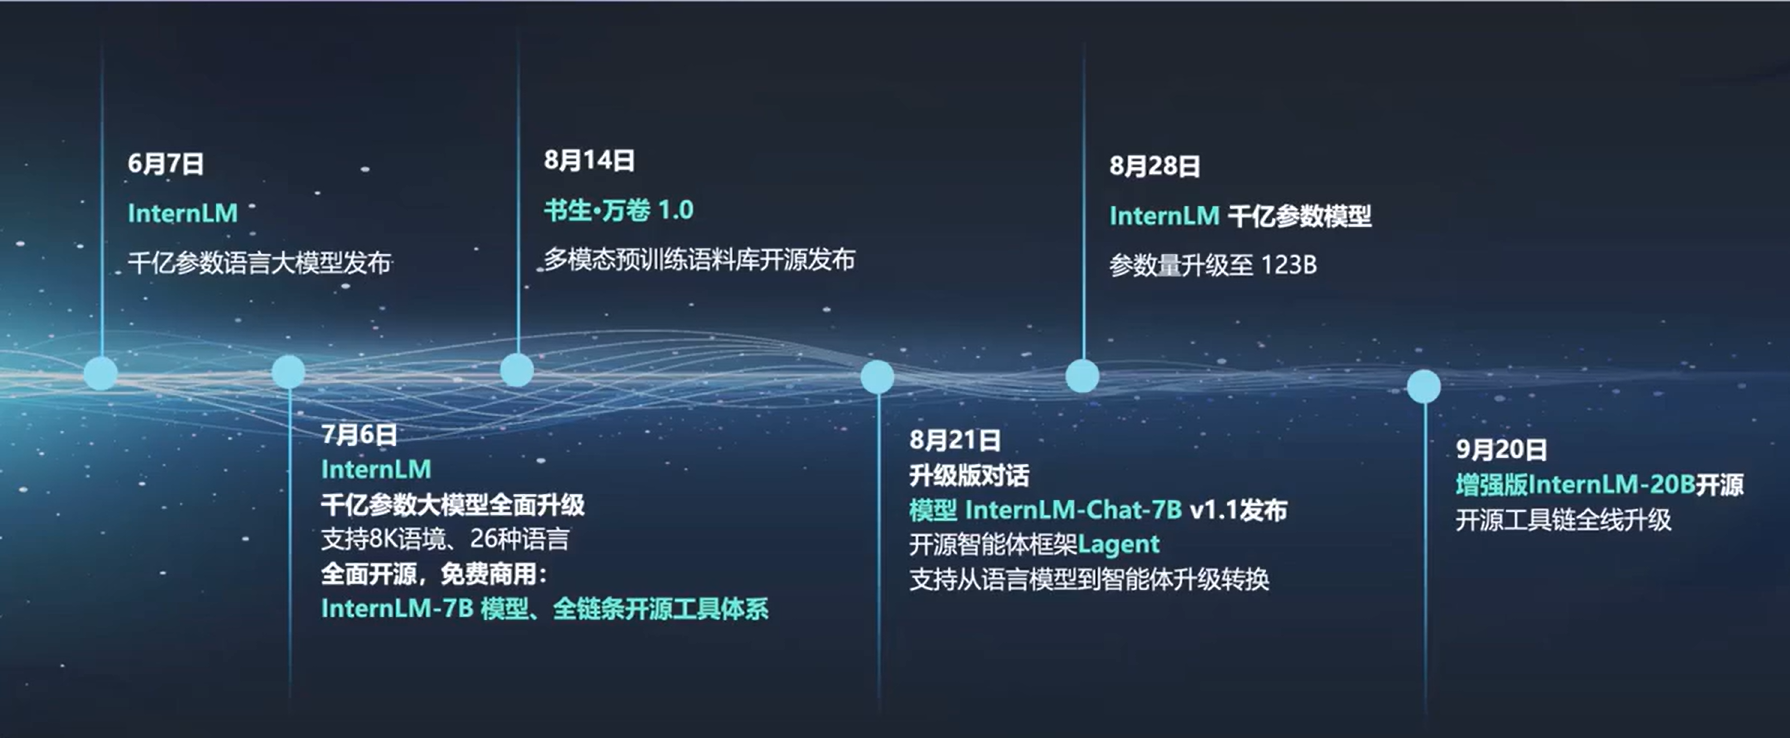 6月7日
InternLM
千亿参数语言大模型发布
7月6日
InternLM
千亿参数大模型全面升级
支持8K语境、26种语言
全面开源，免费商用：
InternLM-7B 模型、全链条开源工具体系
8月14日
书生•万卷 1.0
多模态预训练语料库开源发布
8月21日
升级版对话
模型 InternLM-Chat-7B v1.1发布
开源智能体框架Lagent
支持从语言模型到智能体升级转换
8月28日
InternLM 千亿参数模型
参数量升级至 123B
9月20日
增强版InternLM-20B开源
开源工具链全线升级